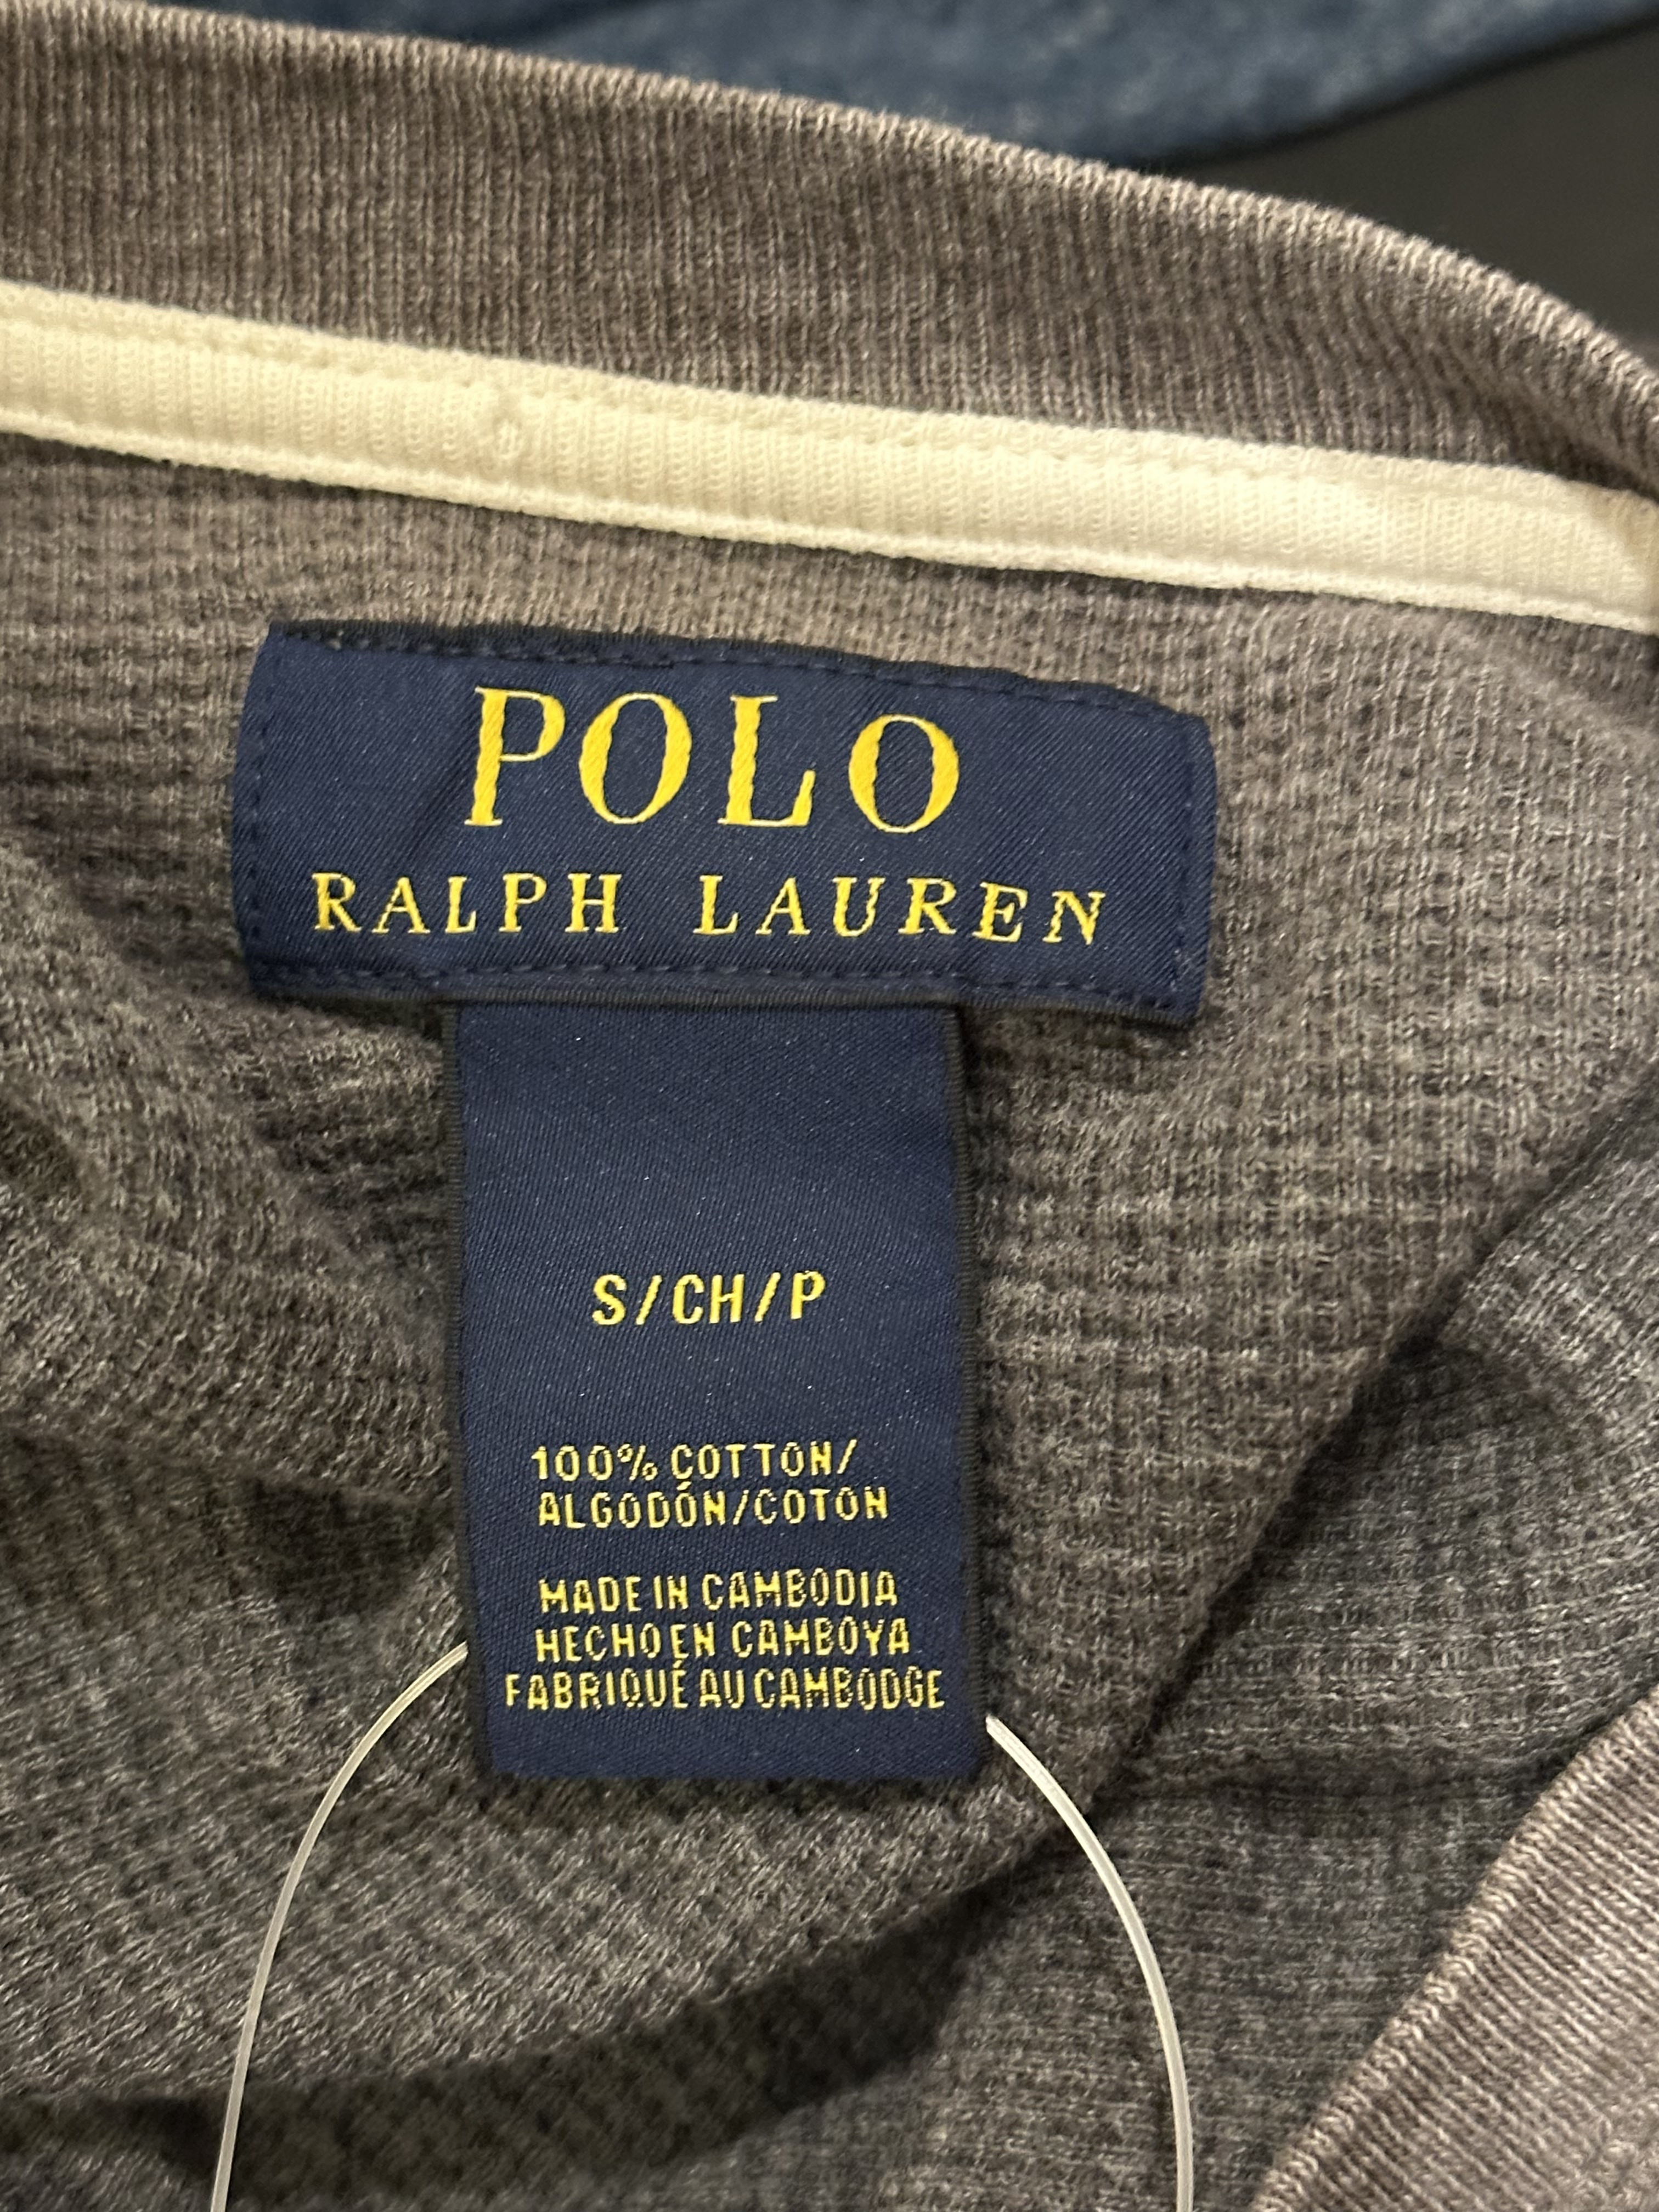 POLO
RALPH LAUREN
S/CH/P
100% COTTON/
ALGODÓN/COTON
MADE IN CAMBODIA
HECHO EN CAMBOYA
FABRIQUÉ AU CAMBODGE